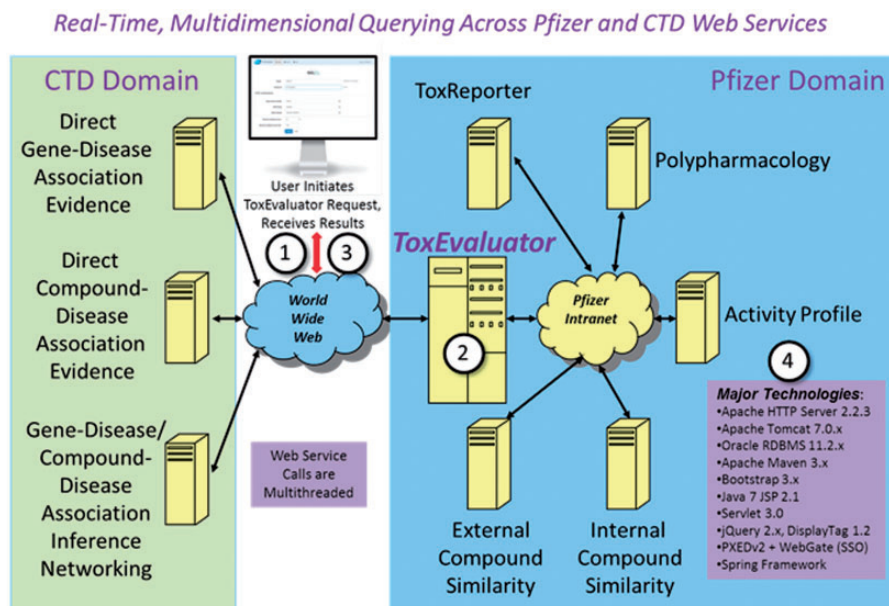 Real-Time, Multidimensional Querying Across Pfizer and CTD Web Services
CTD Domain
Direct
Gene-Disease
Association
Evidence
Direct
Compound-
Disease
Association
Evidence
Gene-Disease/
Compound-
Disease
Association
Inference
Networking
User Initiates
ToxEvaluator Request,
Receives Results
1
3
World
Wide
Web
Web Service
Calls are
Multithreaded
Pfizer Domain
ToxReporter
Polypharmacology
ToxEvaluator
2
Pfizer
Intranet
Activity Profile
External
Compound
Similarity
Internal
Compound
Similarity
4
Major Technologies:
•Apache HTTP Server 2.2.3
•Apache Tomcat 7.0.x
•Oracle RDBMS 11.2.x
•Apache Maven 3.x
•Bootstrap 3.x
•Java 7 JSP 2.1
•Servlet 3.0
•jQuery 2.x, DisplayTag 1.2
•PXEDv2 + WebGate (SSO)
•Spring Framework